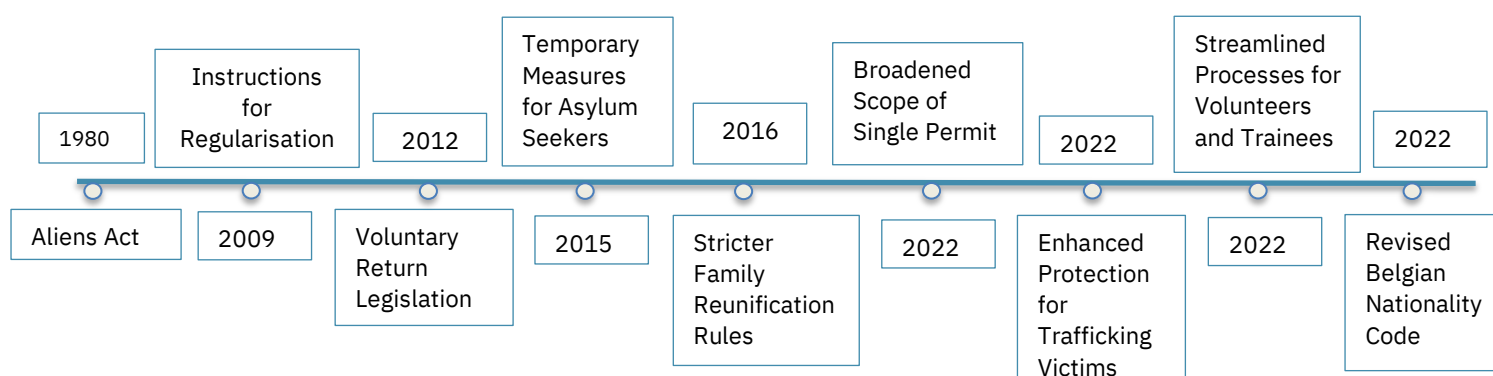 1980
Aliens Act
Instructions
for
Regularisation
2009
2012
Voluntary
Return
Legislation
Temporary
Measures
for Asylum
Seekers
2015
2016
Stricter
Family
Reunification
Rules
Broadened
Scope of
Single Permit
2022
2022
Enhanced
Protection
for
Trafficking
Victims
Streamlined
Processes for
Volunteers
and Trainees
2022
2022
Revised
Belgian
Nationality
Code